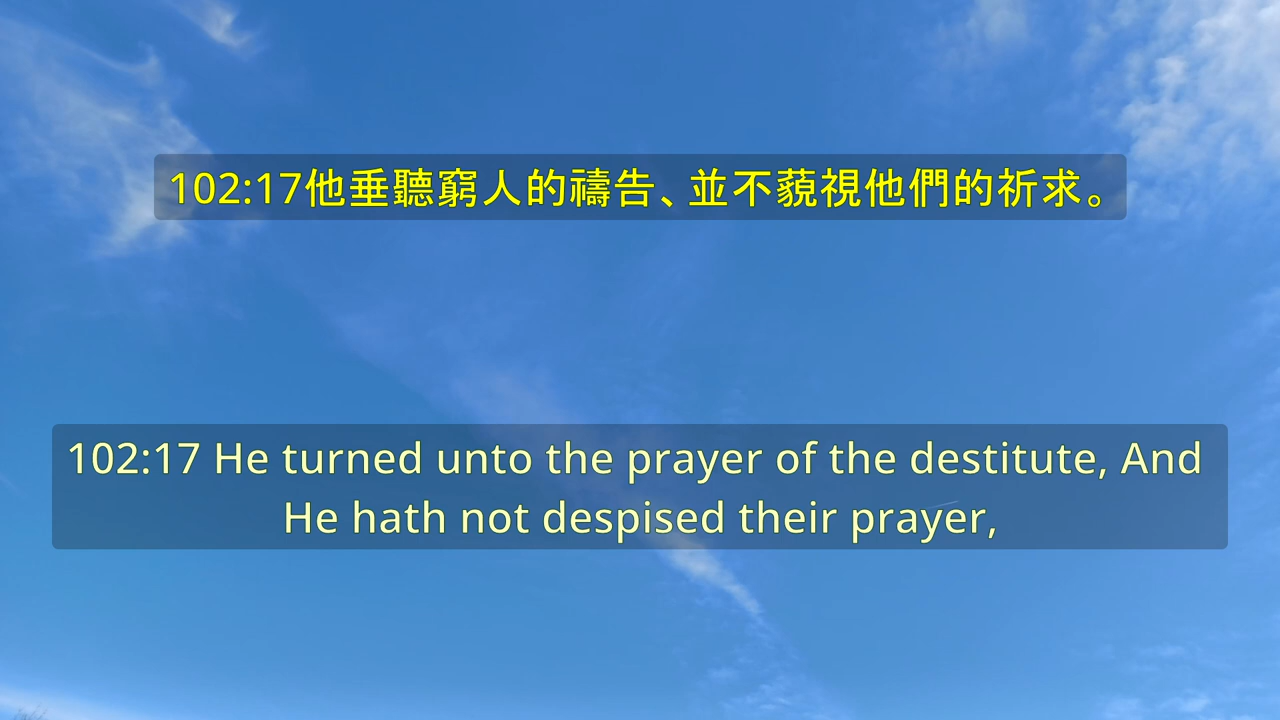 102:17他垂聽窮人的禱告、並不藐視他們的祈求。
102:17 He turned unto the prayer of the destitute, And
He hath not despised their prayer,